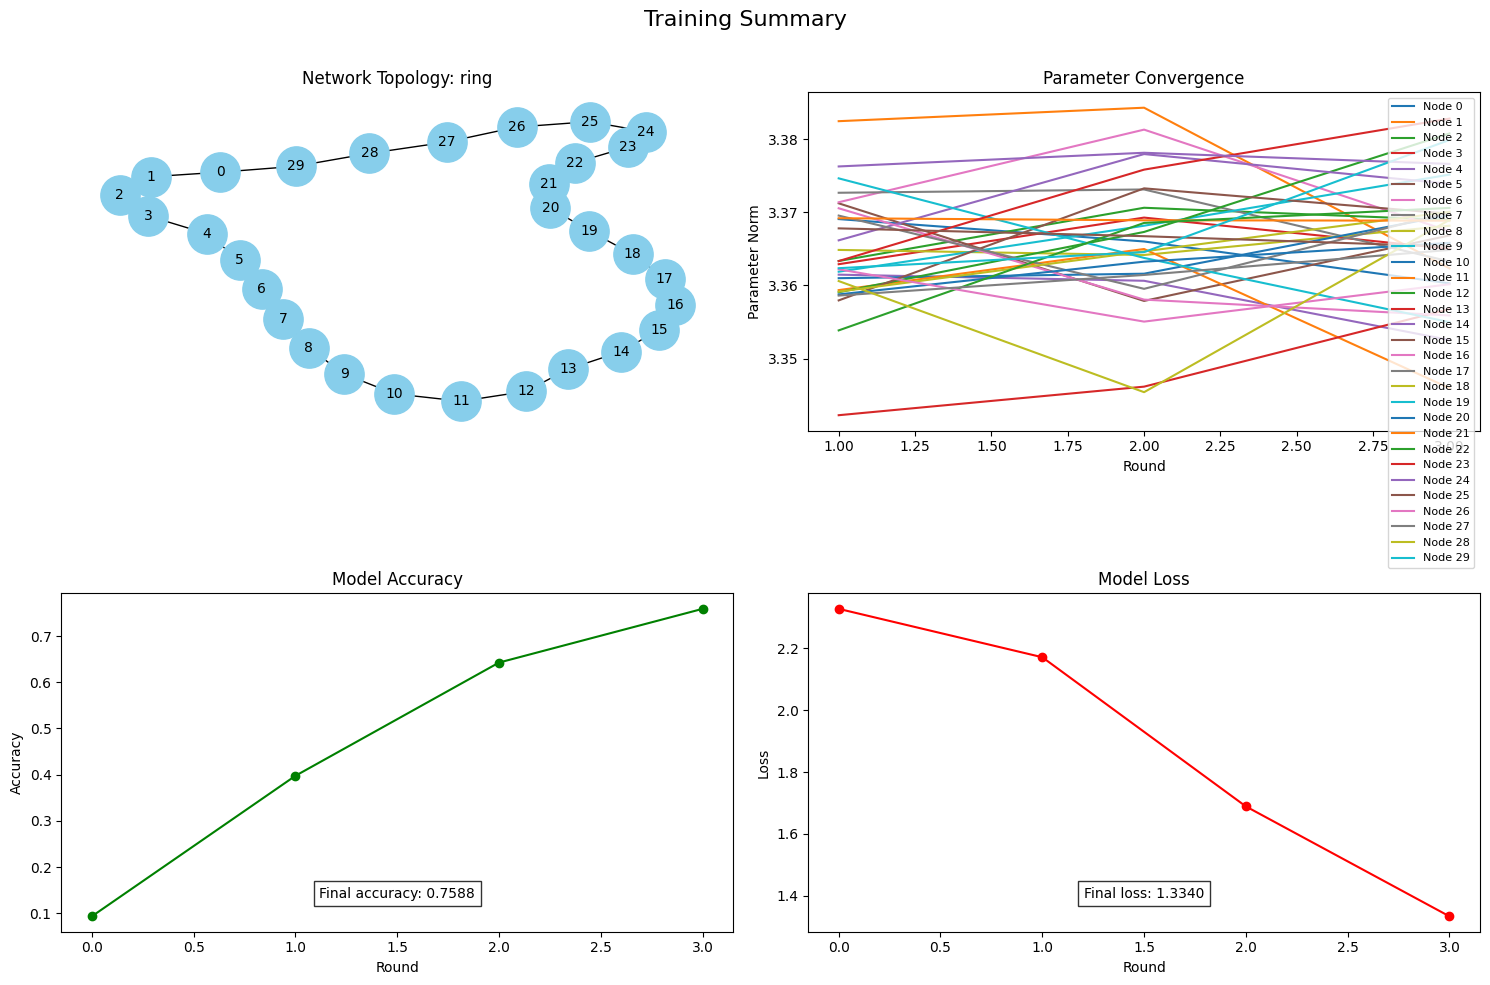 Training Summary
Network Topology: ring
26
25
24
27
23
28
22
29
0
1
21
2
20
3
19
4
18
5
17
6
16
7
15
8
14
13
9
12
10
11
Parameter Convergence
Parameter Norm
3.38
3.37
3.36
3.35
1.00 1.25 1.50 1.75 2.00 2.25 2.50 2.75 3.00
Round
Node 0
Node 1
Node 2
Node 3
Node 4
Node 5
Node 6
Node 7
Node 8
Node 9
Node 10
Node 11
Node 12
Node 13
Node 14
Node 15
Node 16
Node 17
Node 18
Node 19
Node 20
Node 21
Node 22
Node 23
Node 24
Node 25
Node 26
Node 27
Node 28
Node 29
Model Accuracy
Accuracy
0.7
0.6
0.5
0.4
0.3
0.2
0.1
Final accuracy: 0.7588
0.0 0.5 1.0 1.5 2.0 2.5 3.0
Round
Model Loss
Loss
2.2
2.0
1.8
1.6
1.4
Final loss: 1.3340
0.0 0.5 1.0 1.5 2.0 2.5 3.0
Round